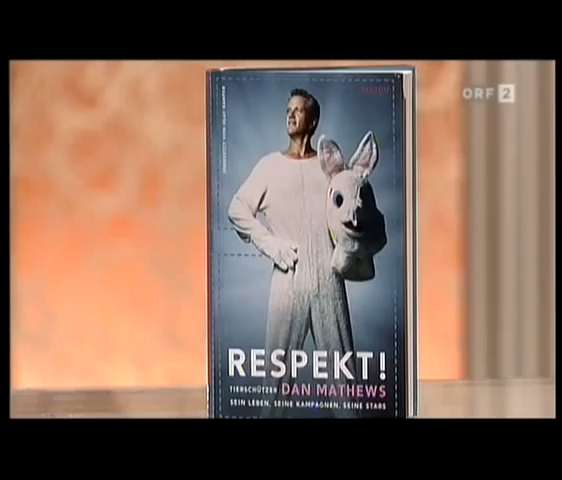 ORF 2
RESPEKT!
TIERSCHÜTZER DAN MATHEWS
SEIN LEBEN, SEINE KAMPAGNEN, SEINE STARS